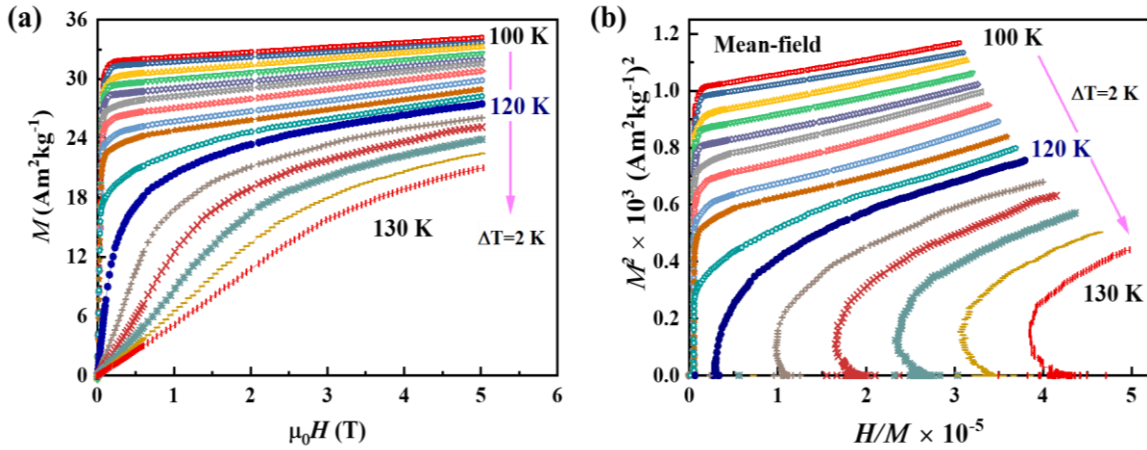 (a)
M (Am²kg⁻¹)
36
30
24
18
12
6
0
100 K
120 K
130 K
ΔT=2 K
0 1 2 3 4 5 6
μ₀H (T)
(b)
M² × 10⁻³ (Am²kg⁻¹)²
1.2
1.0
0.8
0.6
0.4
0.2
0.0
Mean-field
100 K
ΔT=2 K
120 K
130 K
0 1 2 3 4 5
H/M × 10⁻⁵